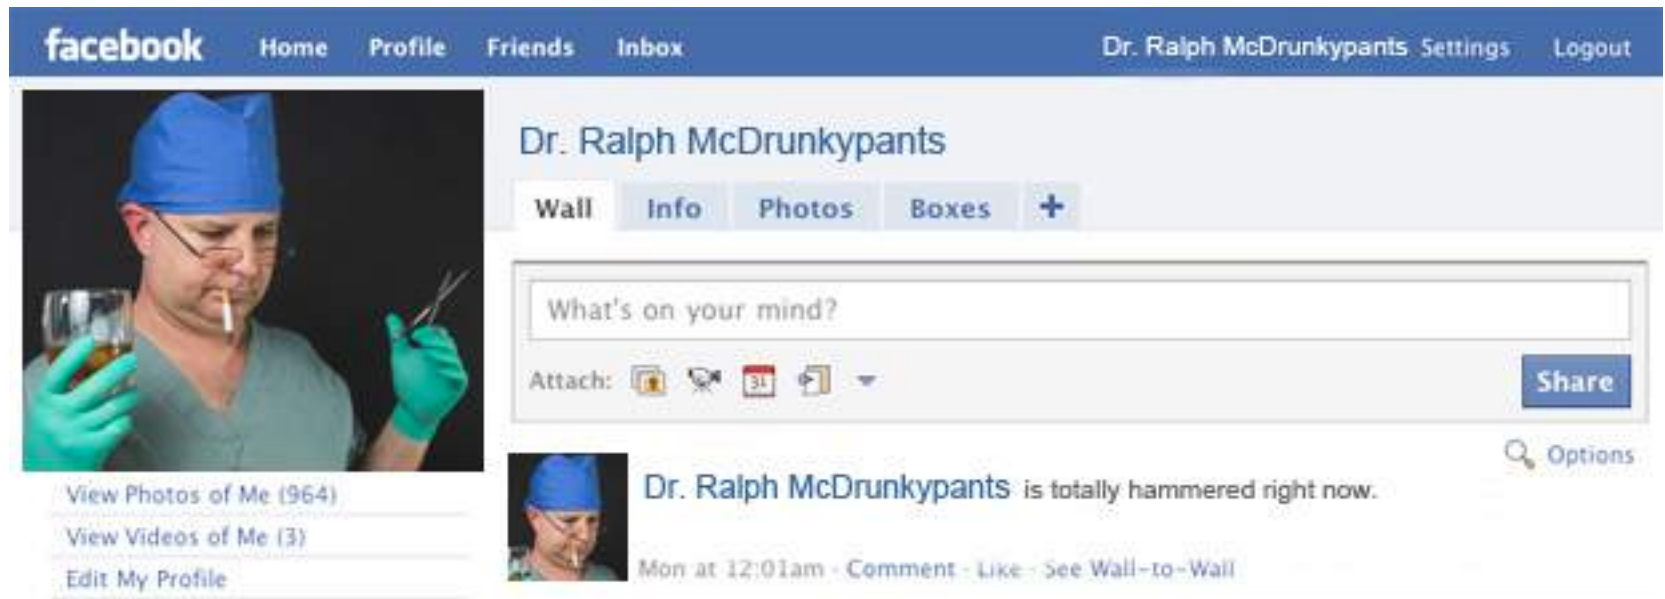 facebook Home Profile Friends Inbox Dr. Ralph McDrunkypants Settings Logout
Dr. Ralph McDrunkypants
Wall Info Photos Boxes +
What's on your mind?
Attach: 31 Share
Options
Dr. Ralph McDrunkypants is totally hammered right now.
Mon at 12:01am · Comment · Like · See Wall-to-Wall
View Photos of Me (964)
View Videos of Me (3)
Edit My Profile